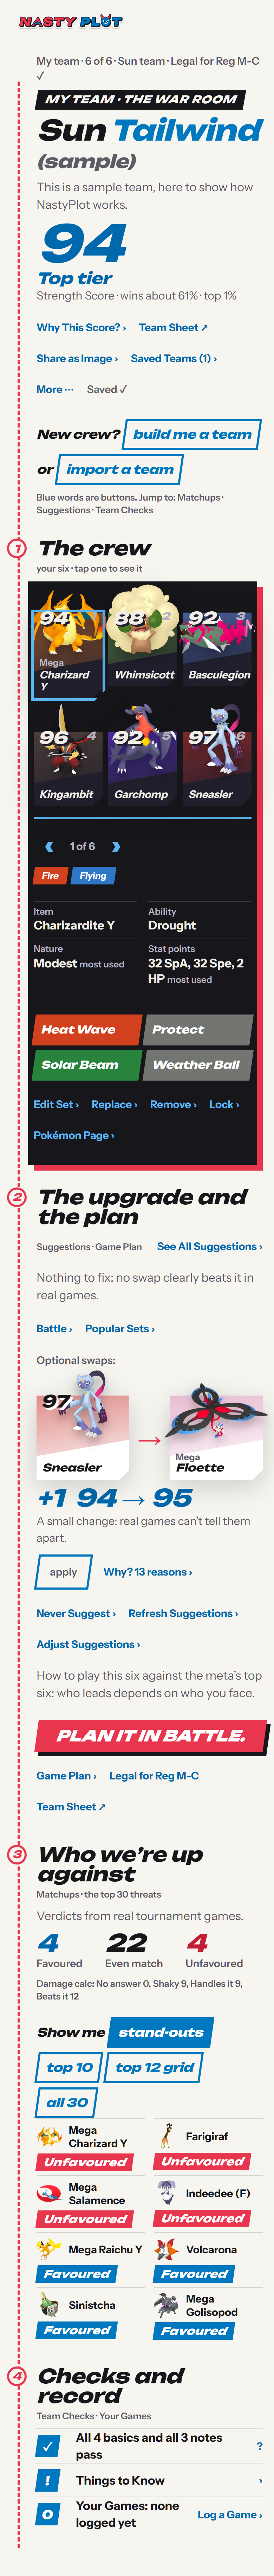 NASTY PLOT
My team · 6 of 6 · Sun team · Legal for Reg M-C
✓
MY TEAM · THE WAR ROOM
Sun Tailwind
(sample)
This is a sample team, here to show how
NastyPlot works.
94
Top tier
Strength Score · wins about 61% · top 1%
Why This Score? › Team Sheet ↗
Share as Image › Saved Teams (1) ›
More ··· Saved ✓
New crew? build me a team
or import a team
Blue words are buttons. Jump to: Matchups ·
Suggestions · Team Checks
1 The crew
your six · tap one to see it
94
88 2
92 3
Mega
Charizard
Y
Whimsicott
Basculegion
96 4
92 5
97 6
Kingambit
Garchomp
Sneasler
1 of 6
Fire Flying
Item
Charizardite Y
Ability
Drought
Nature
Modest most used
Stat points
32 SpA, 32 Spe, 2
HP most used
Heat Wave Protect
Solar Beam Weather Ball
Edit Set › Replace › Remove › Lock ›
Pokémon Page ›
2 The upgrade and
the plan
Suggestions · Game Plan See All Suggestions ›
Nothing to fix: no swap clearly beats it in
real games.
Battle › Popular Sets ›
Optional swaps:
97
Sneasler
→
Mega
Floette
+1 94 → 95
A small change: real games can't tell them
apart.
apply Why? 13 reasons ›
Never Suggest › Refresh Suggestions ›
Adjust Suggestions ›
How to play this six against the meta's top
six: who leads depends on who you face.
PLAN IT IN BATTLE.
Game Plan › Legal for Reg M-C
Team Sheet ↗
3 Who we're up
against
Matchups · the top 30 threats
Verdicts from real tournament games.
4 22 4
Favoured Even match Unfavoured
Damage calc: No answer 0, Shaky 9, Handles it 9,
Beats it 12
Show me stand-outs
top 10 top 12 grid
all 30
Mega
Charizard Y
Unfavoured
Farigiraf
Unfavoured
Mega
Salamence
Unfavoured
Indeedee (F)
Unfavoured
Mega Raichu Y
Favoured
Volcarona
Favoured
Sinistcha
Favoured
Mega
Golisopod
Favoured
4 Checks and
record
Team Checks · Your Games
✓ All 4 basics and all 3 notes
pass ?
! Things to Know ›
O Your Games: none
logged yet Log a Game ›